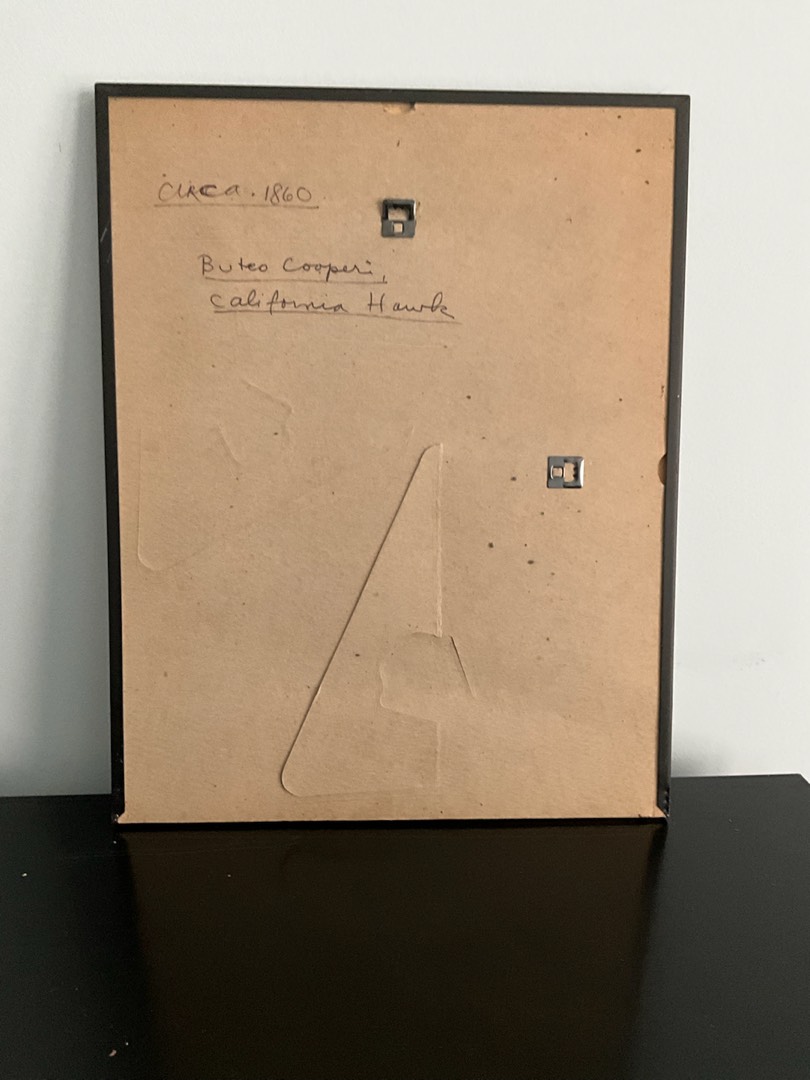 Circa. 1860
Buteo Cooperi,
California Hawk